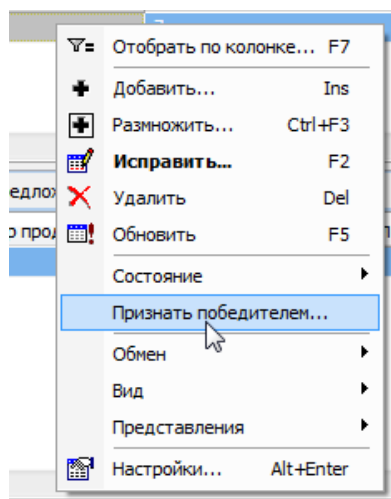 Отобрать по колонке... F7
Добавить... Ins
Размножить... Ctrl+F3
Исправить... F2
Удалить Del
Обновить F5
Состояние
Признать победителем...
Обмен
Вид
Представления
Настройки... Alt+Enter